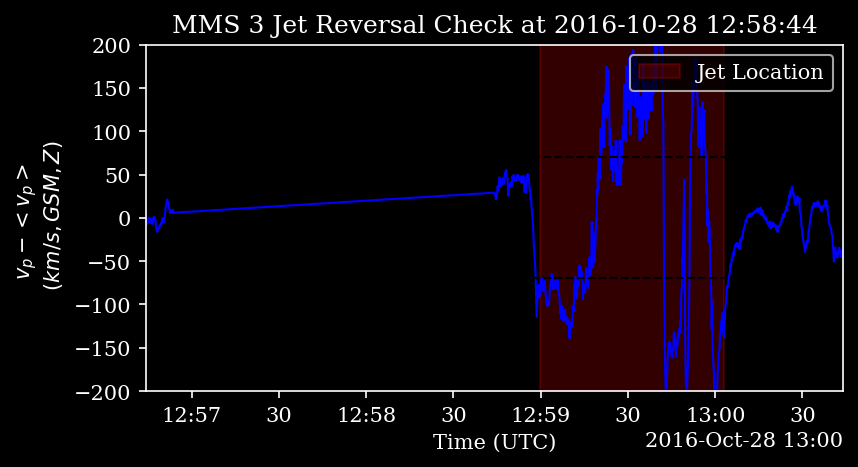 MMS 3 Jet Reversal Check at 2016-10-28 12:58:44
200
150
100
50
0
−50
−100
−150
−200
v_p − < v_p >
(km/s, GSM, Z)
Jet Location
12:57 30 12:58 30 12:59 30 13:00 30
Time (UTC)
2016-Oct-28 13:00